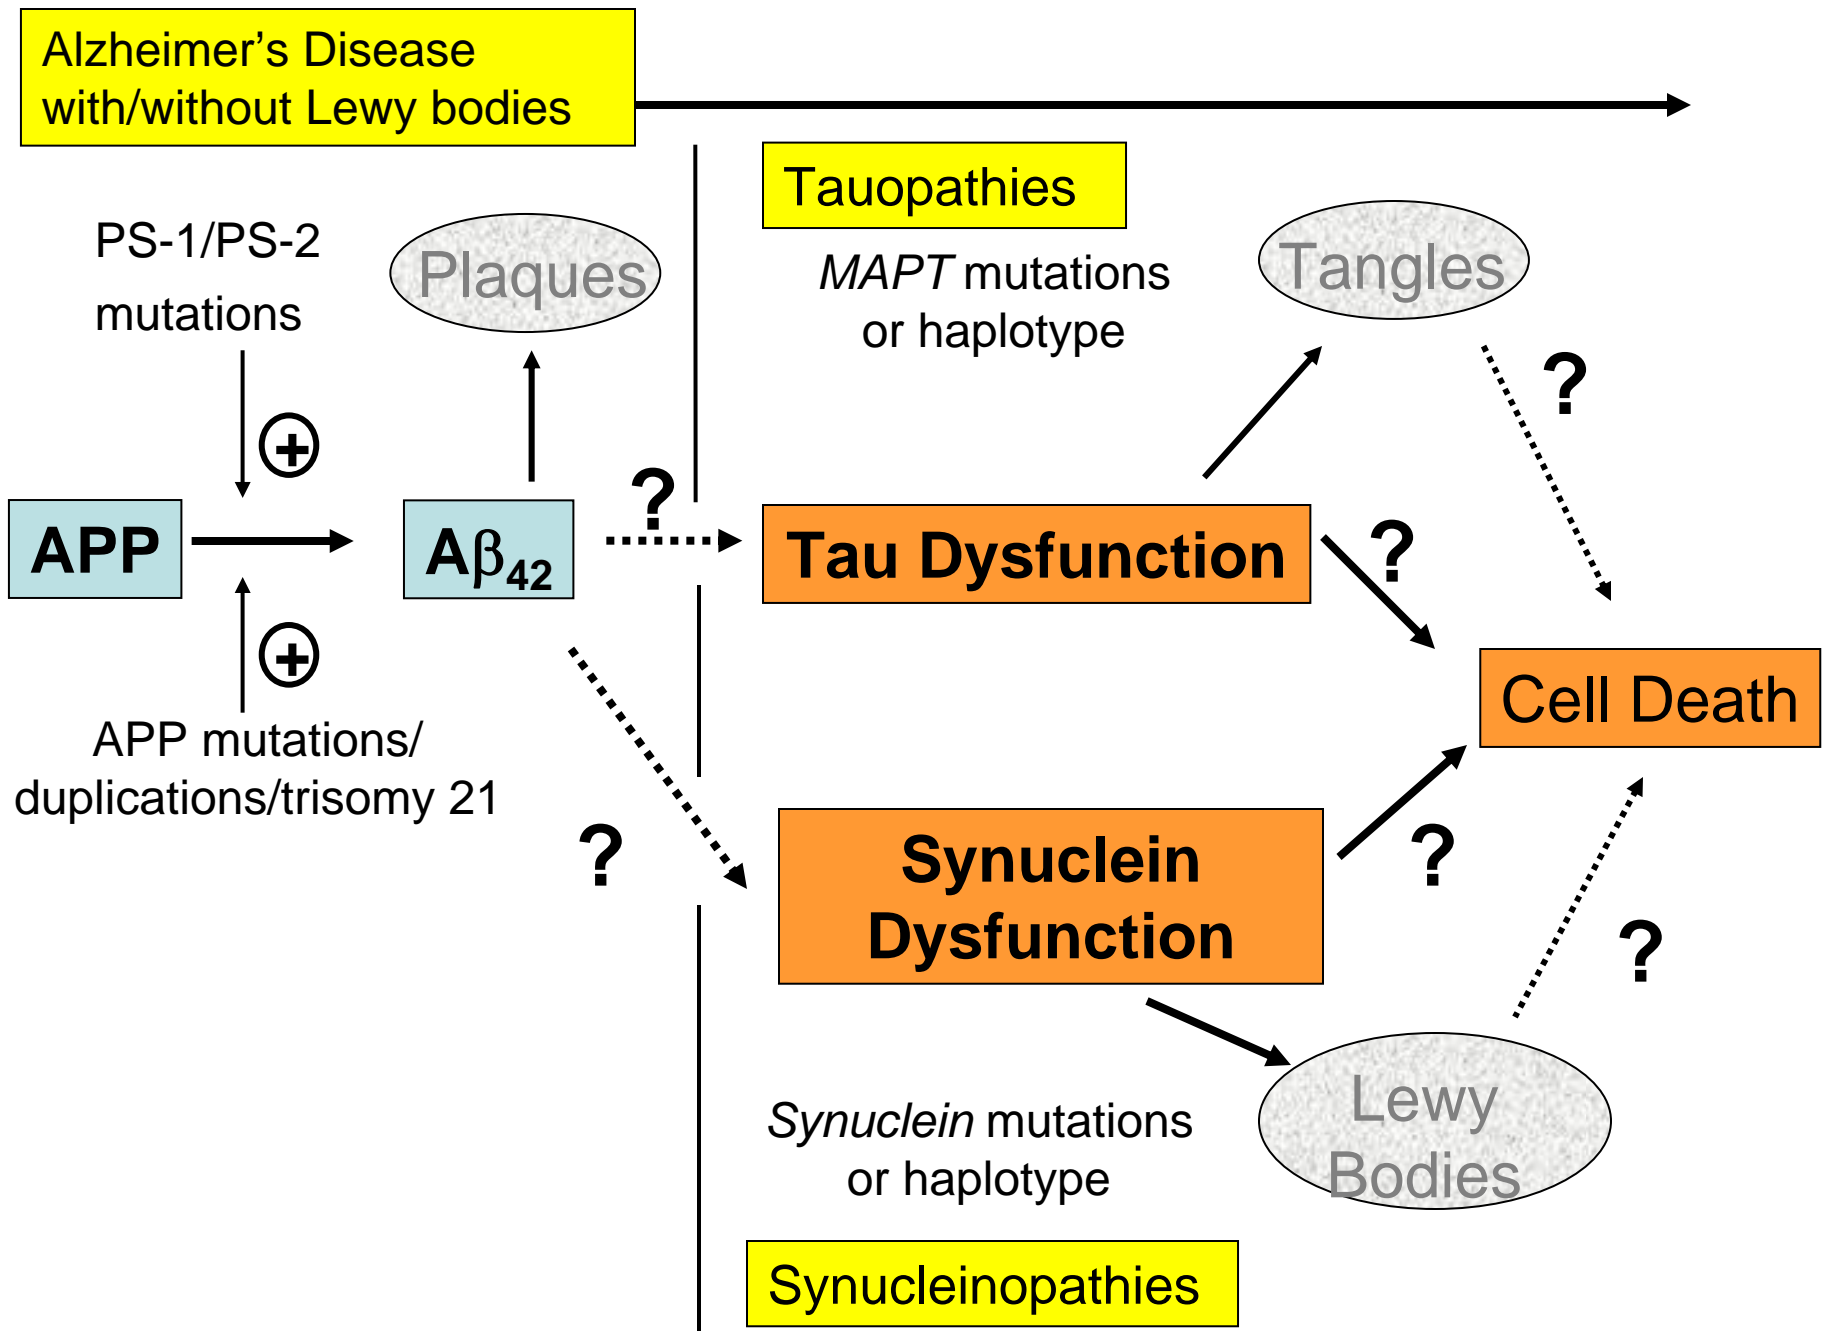 Alzheimer’s Disease
with/without Lewy bodies
Tauopathies
PS-1/PS-2
mutations
Plaques
MAPT mutations
or haplotype
Tangles
?
+
?
APP
Aβ42
Tau Dysfunction
?
+
Cell Death
APP mutations/
duplications/trisomy 21
?
Synuclein
Dysfunction
?
?
Synuclein mutations
or haplotype
Lewy
Bodies
Synucleinopathies